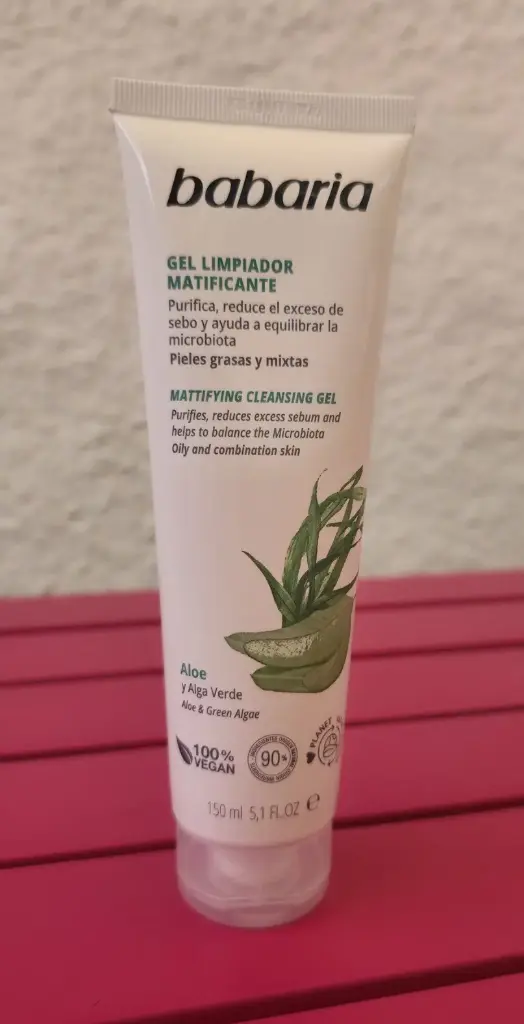 babaria
GEL LIMPIADOR
MATIFICANTE
Purifica, reduce el exceso de
sebo y ayuda a equilibrar la
microbiota
Pieles grasas y mixtas
MATTIFYING CLEANSING GEL
Purifies, reduces excess sebum and
helps to balance the Microbiota
Oily and combination skin
Aloe
y Alga Verde
Aloe & Green Algae
100%
VEGAN
90%
PLANET
150 ml 5,1 FL.OZ e